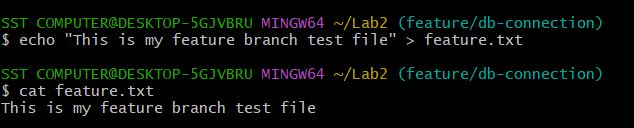 SST COMPUTER@DESKTOP-5GJVBRU MINGW64 ~/Lab2 (feature/db-connection)
$ echo "This is my feature branch test file" > feature.txt
SST COMPUTER@DESKTOP-5GJVBRU MINGW64 ~/Lab2 (feature/db-connection)
$ cat feature.txt
This is my feature branch test file